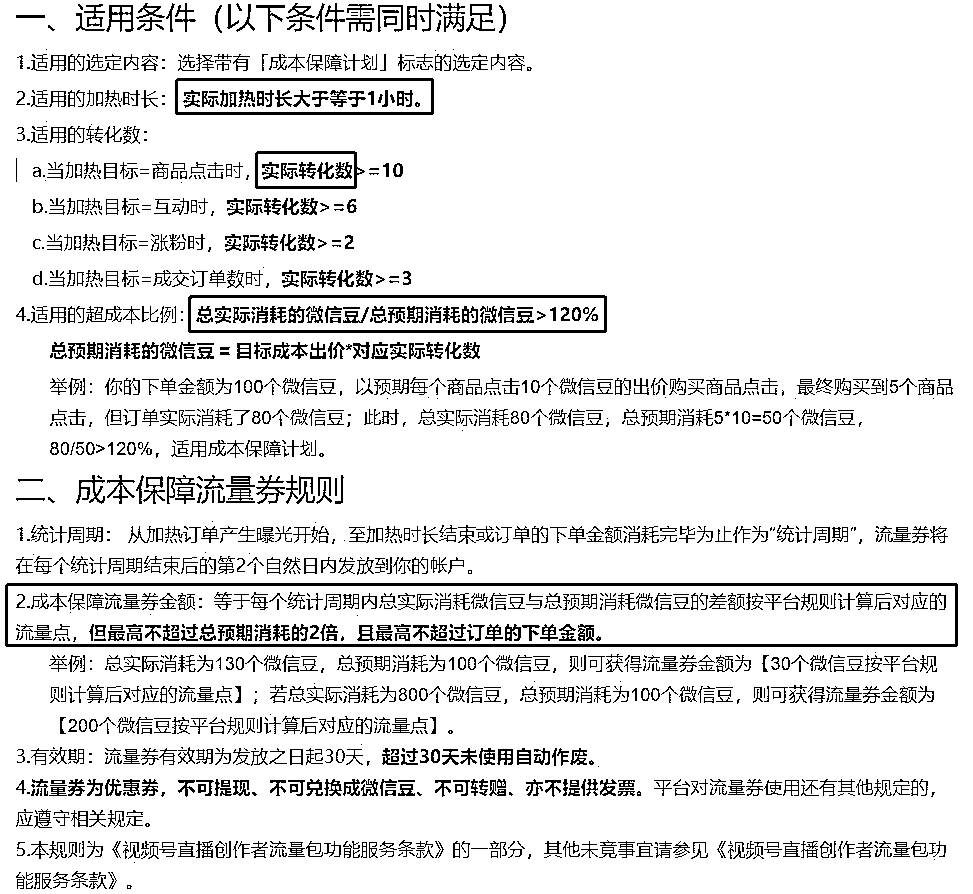 一、适用条件（以下条件需同时满足）
1.适用的选定内容：选择带有「成本保障计划」标志的选定内容。
2.适用的加热时长：实际加热时长大于等于1小时。
3.适用的转化数：
a.当加热目标=商品点击时，实际转化数>=10
b.当加热目标=互动时，实际转化数>=6
c.当加热目标=涨粉时，实际转化数>=2
d.当加热目标=成交订单数时，实际转化数>=3
4.适用的超成本比例：总实际消耗的微信豆/总预期消耗的微信豆>120%
总预期消耗的微信豆 = 目标成本出价*对应实际转化数
举例：你的下单金额为100个微信豆，以预期每个商品点击10个微信豆的出价购买商品点击，最终购买到5个商品
点击，但订单实际消耗了80个微信豆；此时，总实际消耗80个微信豆；总预期消耗5*10=50个微信豆，
80/50>120%，适用成本保障计划。
二、成本保障流量券规则
1.统计周期： 从加热订单产生曝光开始，至加热时长结束或订单的下单金额消耗完毕为止作为“统计周期”，流量券将
在每个统计周期结束后的第2个自然日内发放到你的帐户。
2.成本保障流量券金额：等于每个统计周期内总实际消耗微信豆与总预期消耗微信豆的差额按平台规则计算后对应的
流量点，但最高不超过总预期消耗的2倍，且最高不超过订单的下单金额。
举例：总实际消耗为130个微信豆，总预期消耗为100个微信豆，则可获得流量券金额为【30个微信豆按平台规
则计算后对应的流量点】；若总实际消耗为800个微信豆，总预期消耗为100个微信豆，则可获得流量券金额为
【200个微信豆按平台规则计算后对应的流量点】。
3.有效期：流量券有效期为发放之日起30天，超过30天未使用自动作废。
4.流量券为优惠券，不可提现、不可兑换成微信豆、不可转赠、亦不提供发票。平台对流量券使用还有其他规定的，
应遵守相关规定。
5.本规则为《视频号直播创作者流量包功能服务条款》的一部分，其他未竟事宜请参见《视频号直播创作者流量包功
能服务条款》。